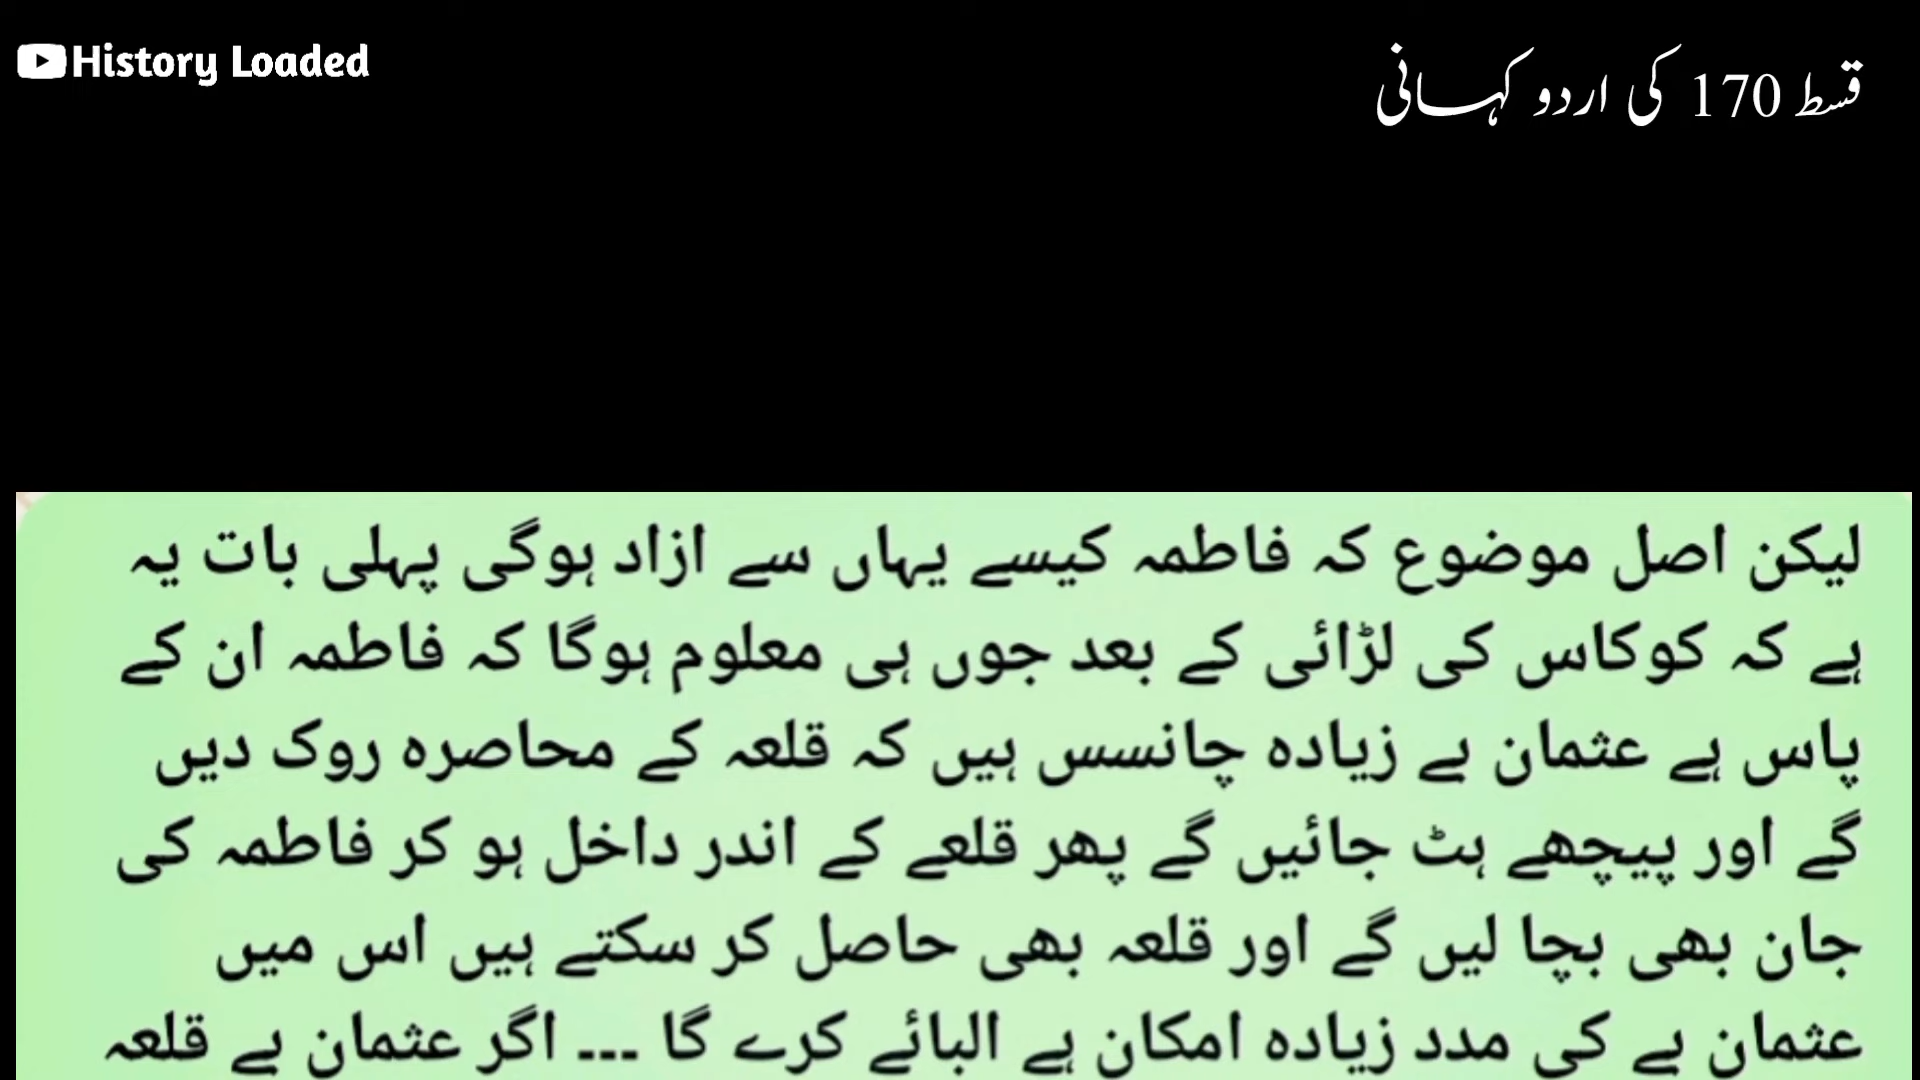 History Loaded
قسط 170 کی اردو کہانی
لیکن اصل موضوع کہ فاطمہ کیسے یہاں سے ازاد ہوگی پہلی بات یہ
ہے کہ کوکاس کی لڑائی کے بعد جوں ہی معلوم ہوگا کہ فاطمہ ان کے
پاس ہے عثمان بے زیادہ چانسس ہیں کہ قلعہ کے محاصرہ روک دیں
گے اور پیچھے ہٹ جائیں گے پھر قلعے کے اندر داخل ہو کر فاطمہ کی
جان بھی بچا لیں گے اور قلعہ بھی حاصل کر سکتے ہیں اس میں
عثمان بے کی مدد زیادہ امکان ہے البائے کرے گا --- اگر عثمان بے قلعہ